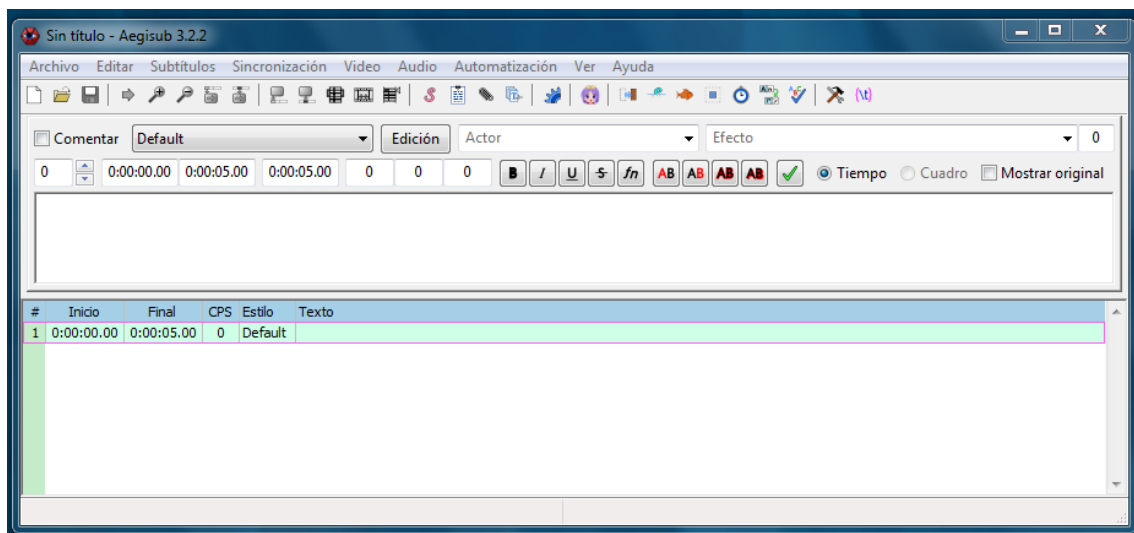 Sin título - Aegisub 3.2.2
Archivo Editar Subtítulos Sincronización Video Audio Automatización Ver Ayuda
S {\t}
Comentar Default Edición Actor Efecto 0
0 0:00:00.00 0:00:05.00 0:00:05.00 0 0 0 B I U S fn AB AB AB AB Tiempo Cuadro Mostrar original
# Inicio Final CPS Estilo Texto
1 0:00:00.00 0:00:05.00 0 Default